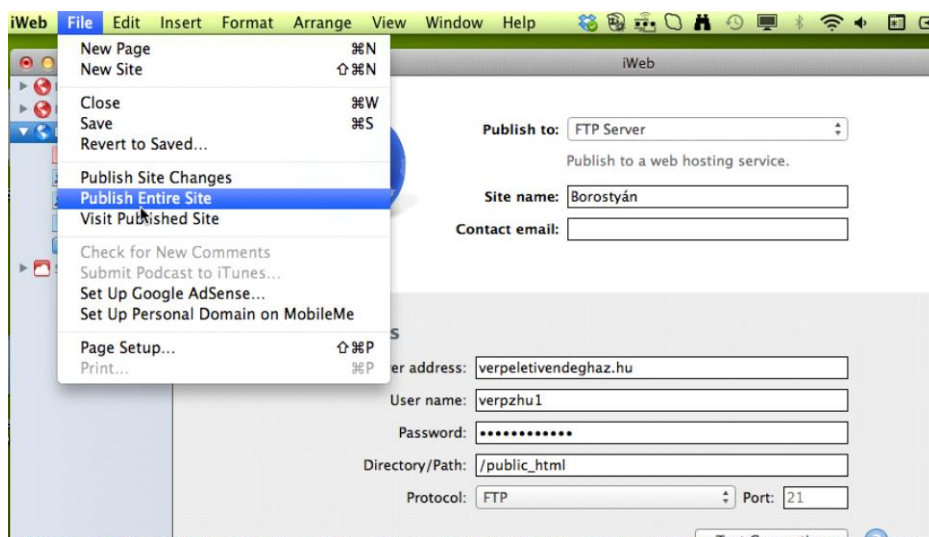 iWeb File Edit Insert Format Arrange View Window Help
iWeb
New Page ⌘N
New Site ⇧⌘N
Close ⌘W
Save ⌘S
Revert to Saved...
Publish Site Changes
Publish Entire Site
Visit Published Site
Check for New Comments
Submit Podcast to iTunes...
Set Up Google AdSense...
Set Up Personal Domain on MobileMe
Page Setup... ⇧⌘P
Print... ⌘P
Publish to: FTP Server
Publish to a web hosting service.
Site name: Borostyán
Contact email:
address: verpeletivendeghaz.hu
User name: verpzhu1
Password: ••••••••••••
Directory/Path: /public_html
Protocol: FTP Port: 21